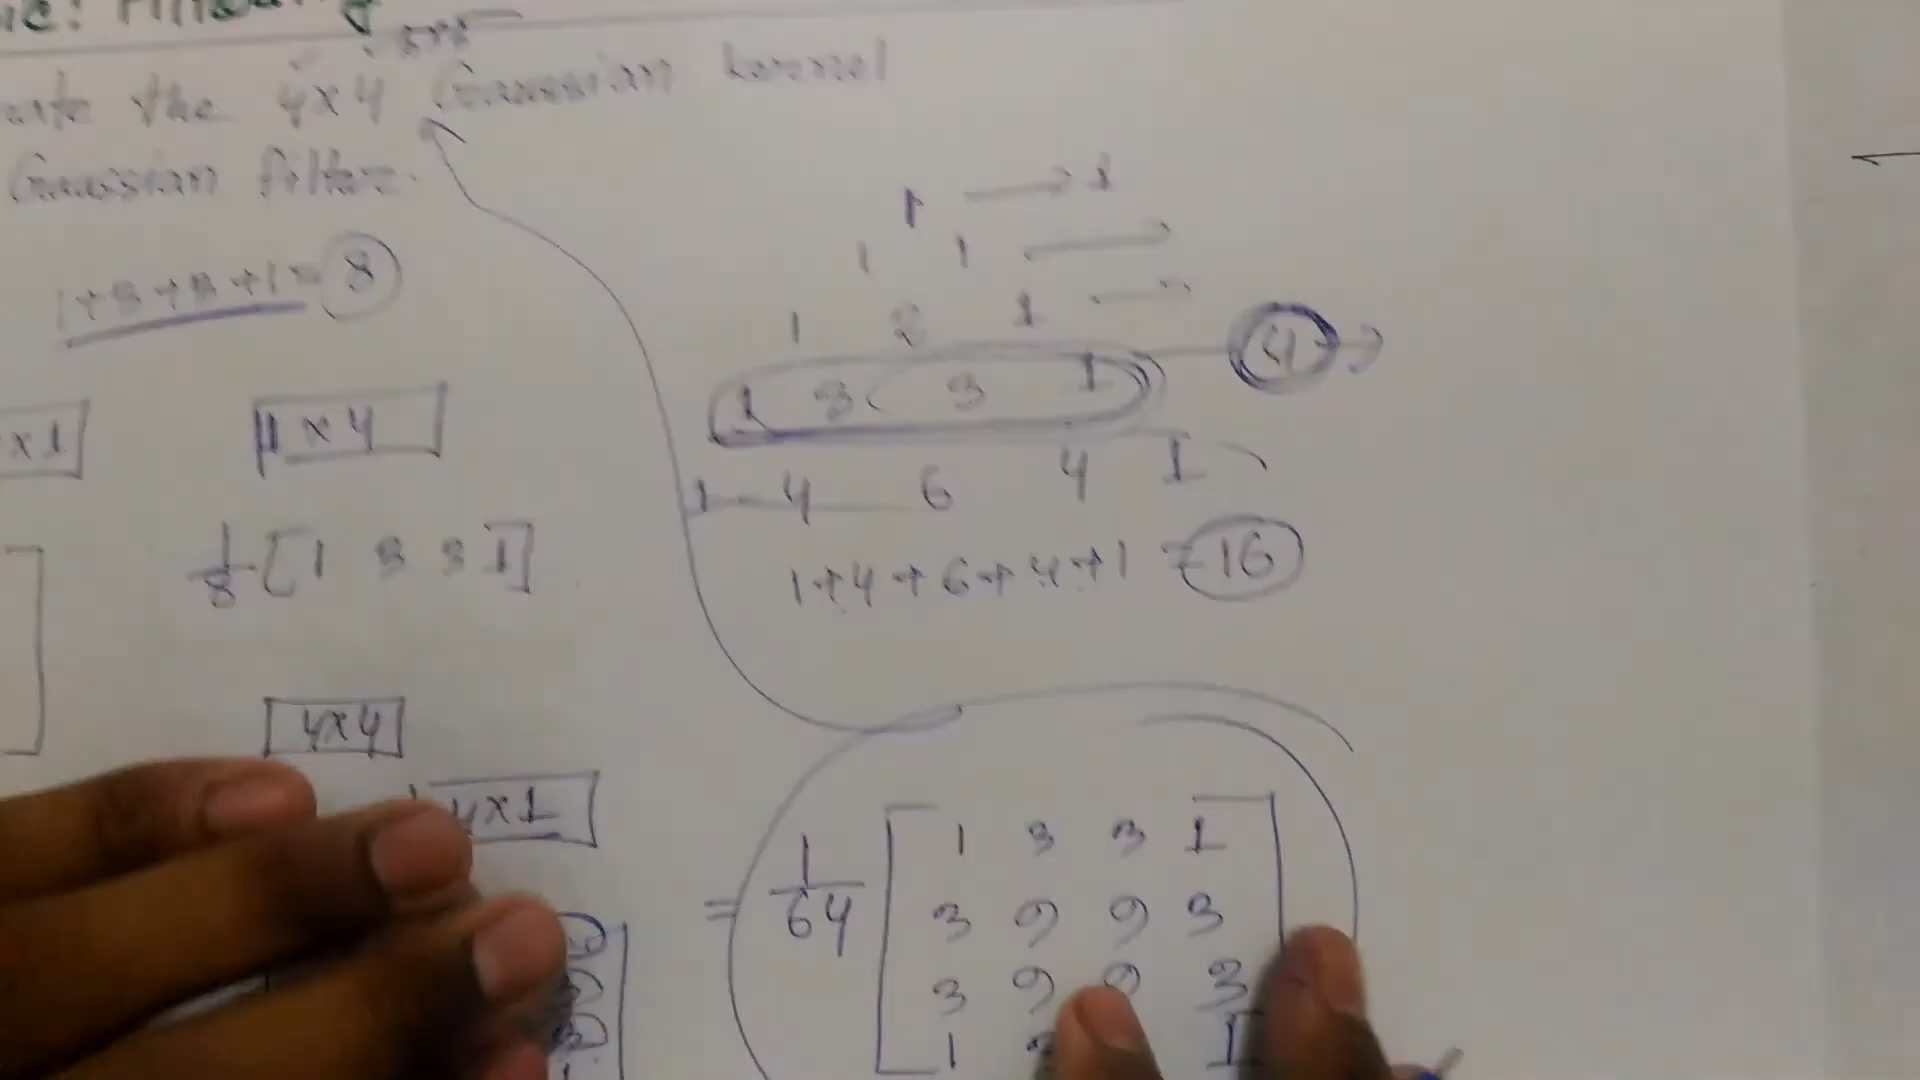 the 4x4 Gaussian kernel
Gaussian filter.
1 → 1
1 1 →
1+3+3+1= 8
1 2 1 →
1 3 3 1 4 →
x1
1 x 4
1 4 6 4 1
1/8 [ 1 3 3 1 ]
1+4+6+4+1 = 16
4x4
4x1
= 1/64 [ 1 3 3 1
3 9 9 3
3 9 9 3
1 1